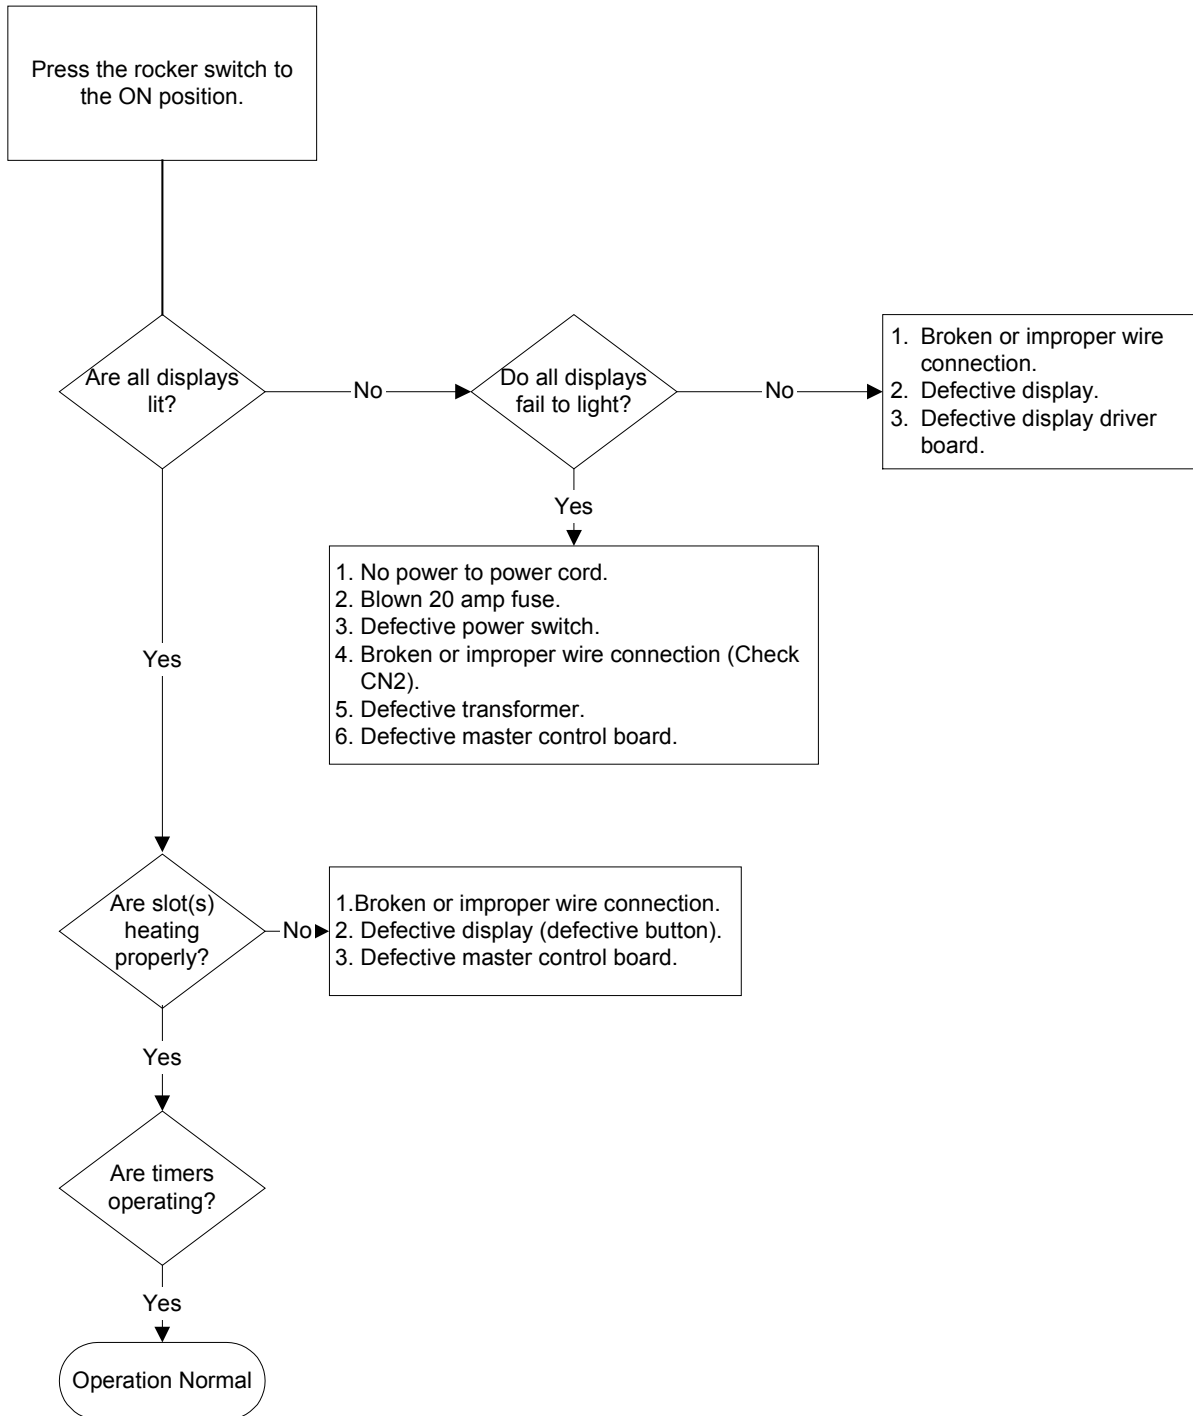 Press the rocker switch to
the ON position.
Are all displays
lit?
No
Do all displays
fail to light?
No
1. Broken or improper wire
connection.
2. Defective display.
3. Defective display driver
board.
Yes
1. No power to power cord.
2. Blown 20 amp fuse.
3. Defective power switch.
4. Broken or improper wire connection (Check
CN2).
5. Defective transformer.
6. Defective master control board.
Yes
Are slot(s)
heating
properly?
No
1.Broken or improper wire connection.
2. Defective display (defective button).
3. Defective master control board.
Yes
Are timers
operating?
Yes
Operation Normal